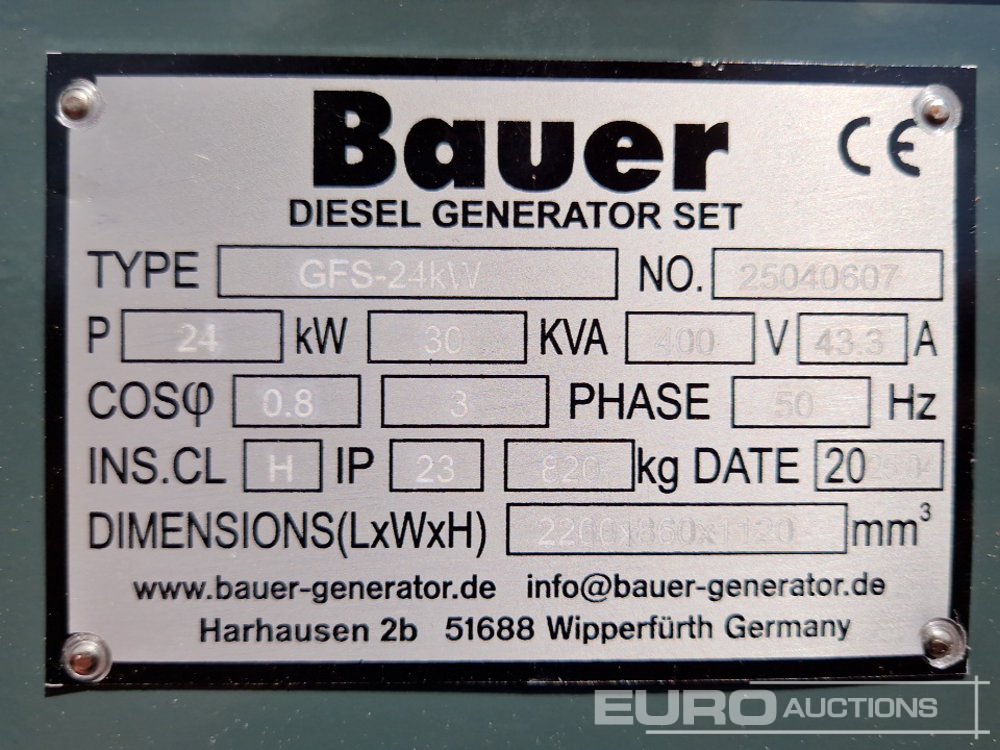 Bauer CE
DIESEL GENERATOR SET
TYPE GFS-24kW NO. 25040607
P 24 kW 30 KVA 400 V 43.3 A
COSφ 0.8 3 PHASE 50 Hz
INS.CL H IP 23 820 kg DATE 2025-04
DIMENSIONS(LxWxH) 2200x860x1120 mm³
www.bauer-generator.de info@bauer-generator.de
Harhausen 2b 51688 Wipperfürth Germany
EURO AUCTIONS